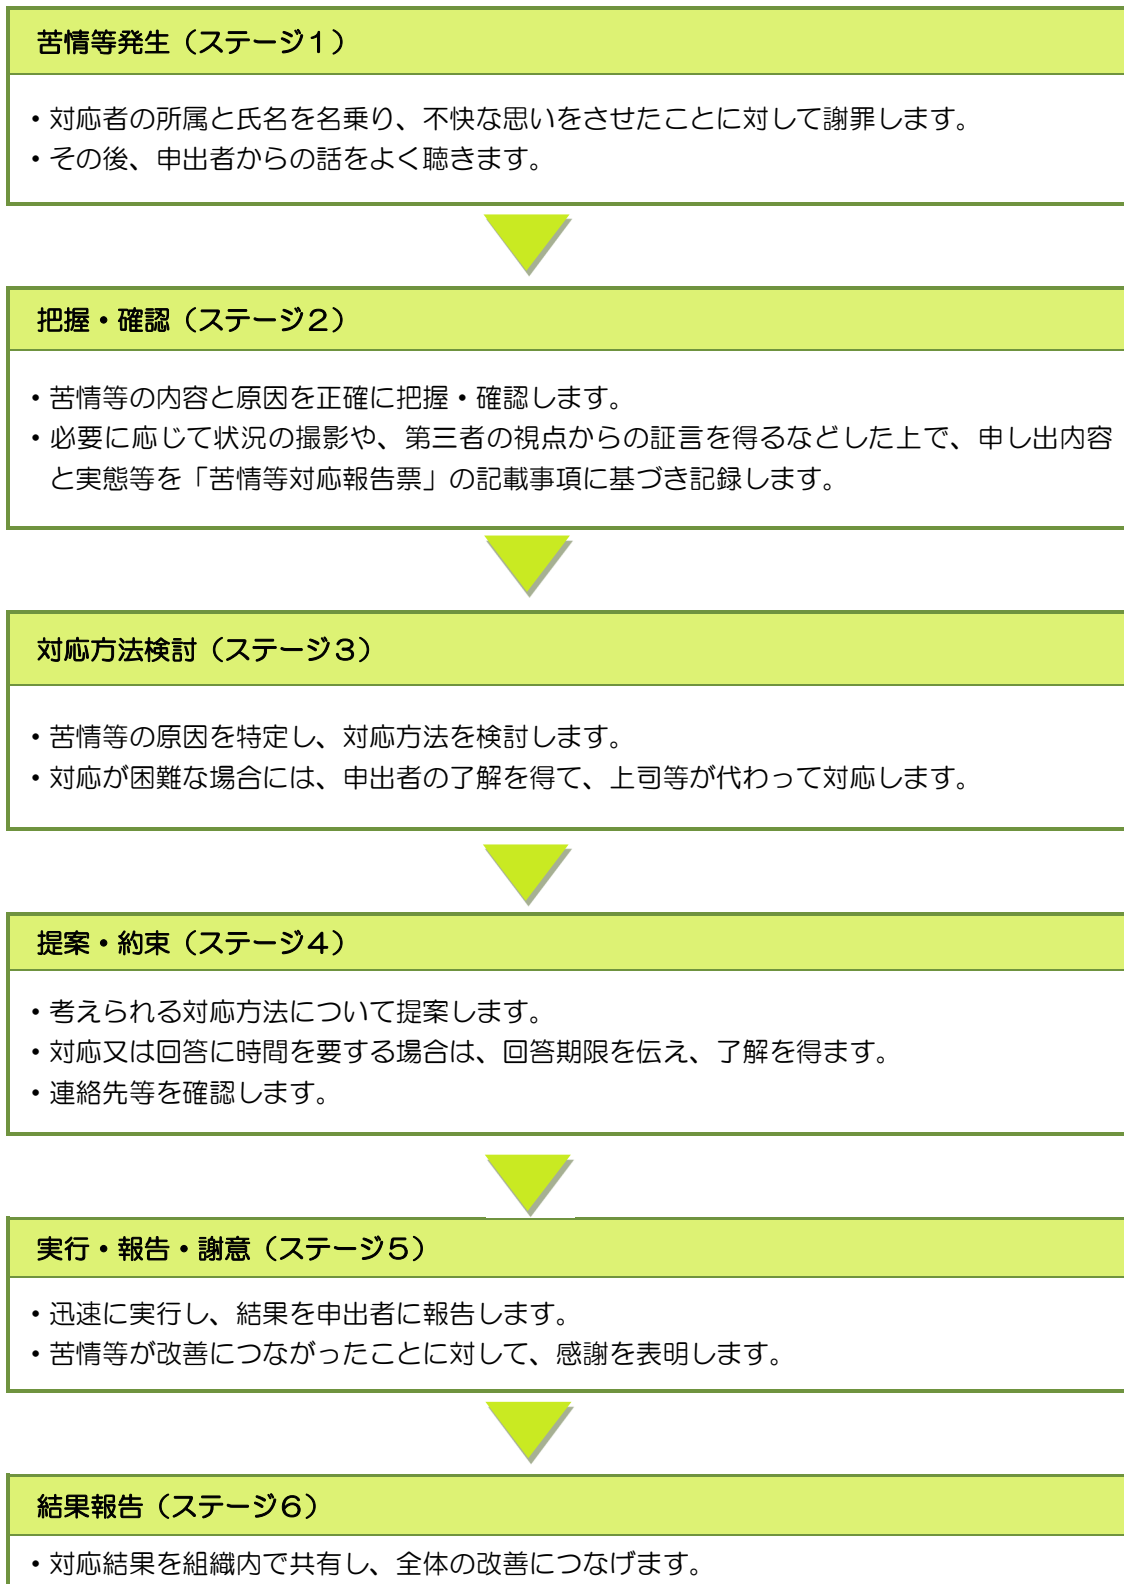 苦情等発生（ステージ１）
・対応者の所属と氏名を名乗り、不快な思いをさせたことに対して謝罪します。
・その後、申出者からの話をよく聴きます。
把握・確認（ステージ２）
・苦情等の内容と原因を正確に把握・確認します。
・必要に応じて状況の撮影や、第三者の視点からの証言を得るなどした上で、申し出内容
と実態等を「苦情等対応報告票」の記載事項に基づき記録します。
対応方法検討（ステージ３）
・苦情等の原因を特定し、対応方法を検討します。
・対応が困難な場合には、申出者の了解を得て、上司等が代わって対応します。
提案・約束（ステージ４）
・考えられる対応方法について提案します。
・対応又は回答に時間を要する場合は、回答期限を伝え、了解を得ます。
・連絡先等を確認します。
実行・報告・謝意（ステージ５）
・迅速に実行し、結果を申出者に報告します。
・苦情等が改善につながったことに対して、感謝を表明します。
結果報告（ステージ６）
・対応結果を組織内で共有し、全体の改善につなげます。